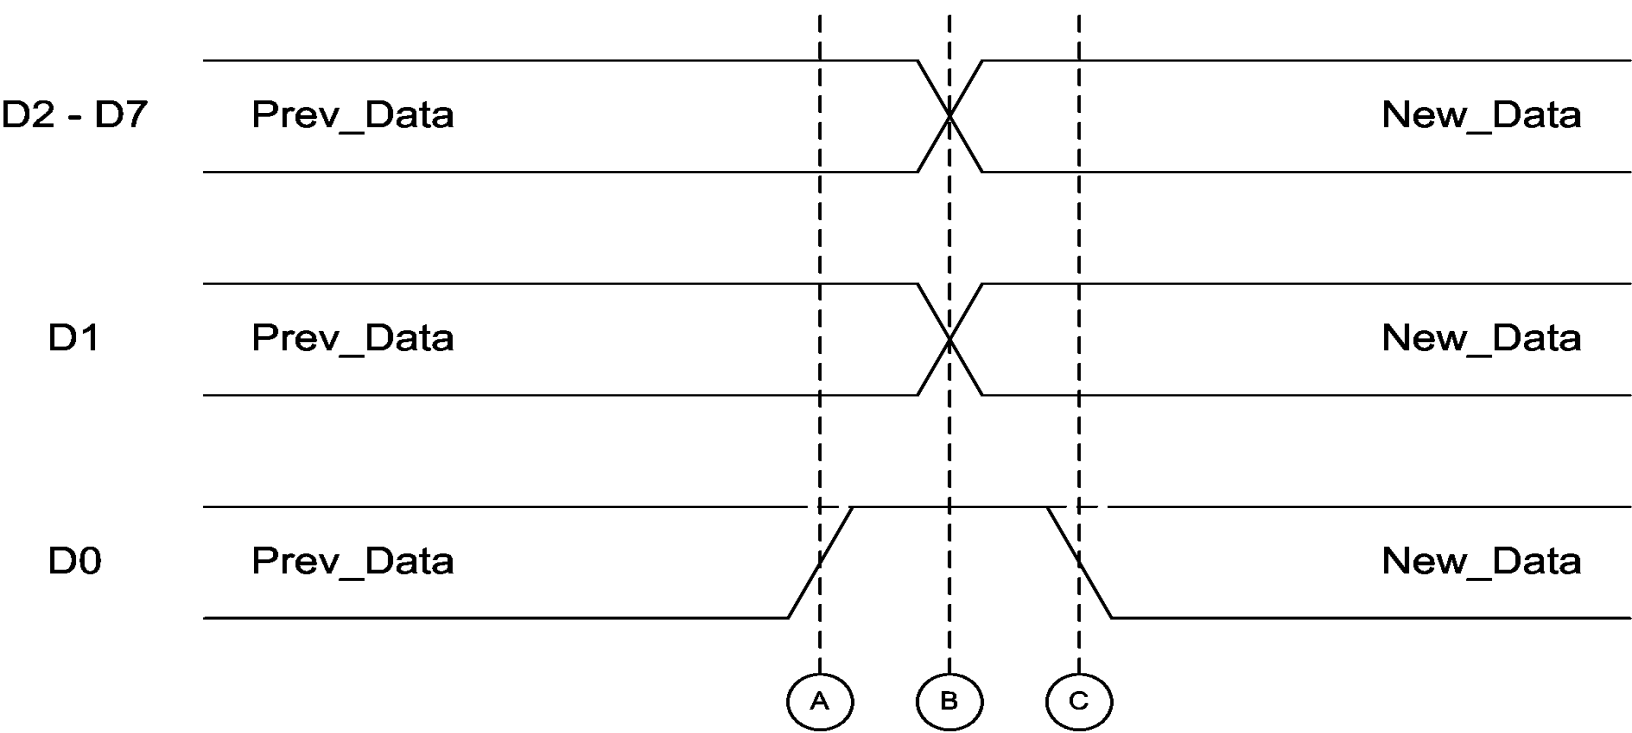 D2 - D7 Prev_Data New_Data
D1 Prev_Data New_Data
D0 Prev_Data New_Data
A B C